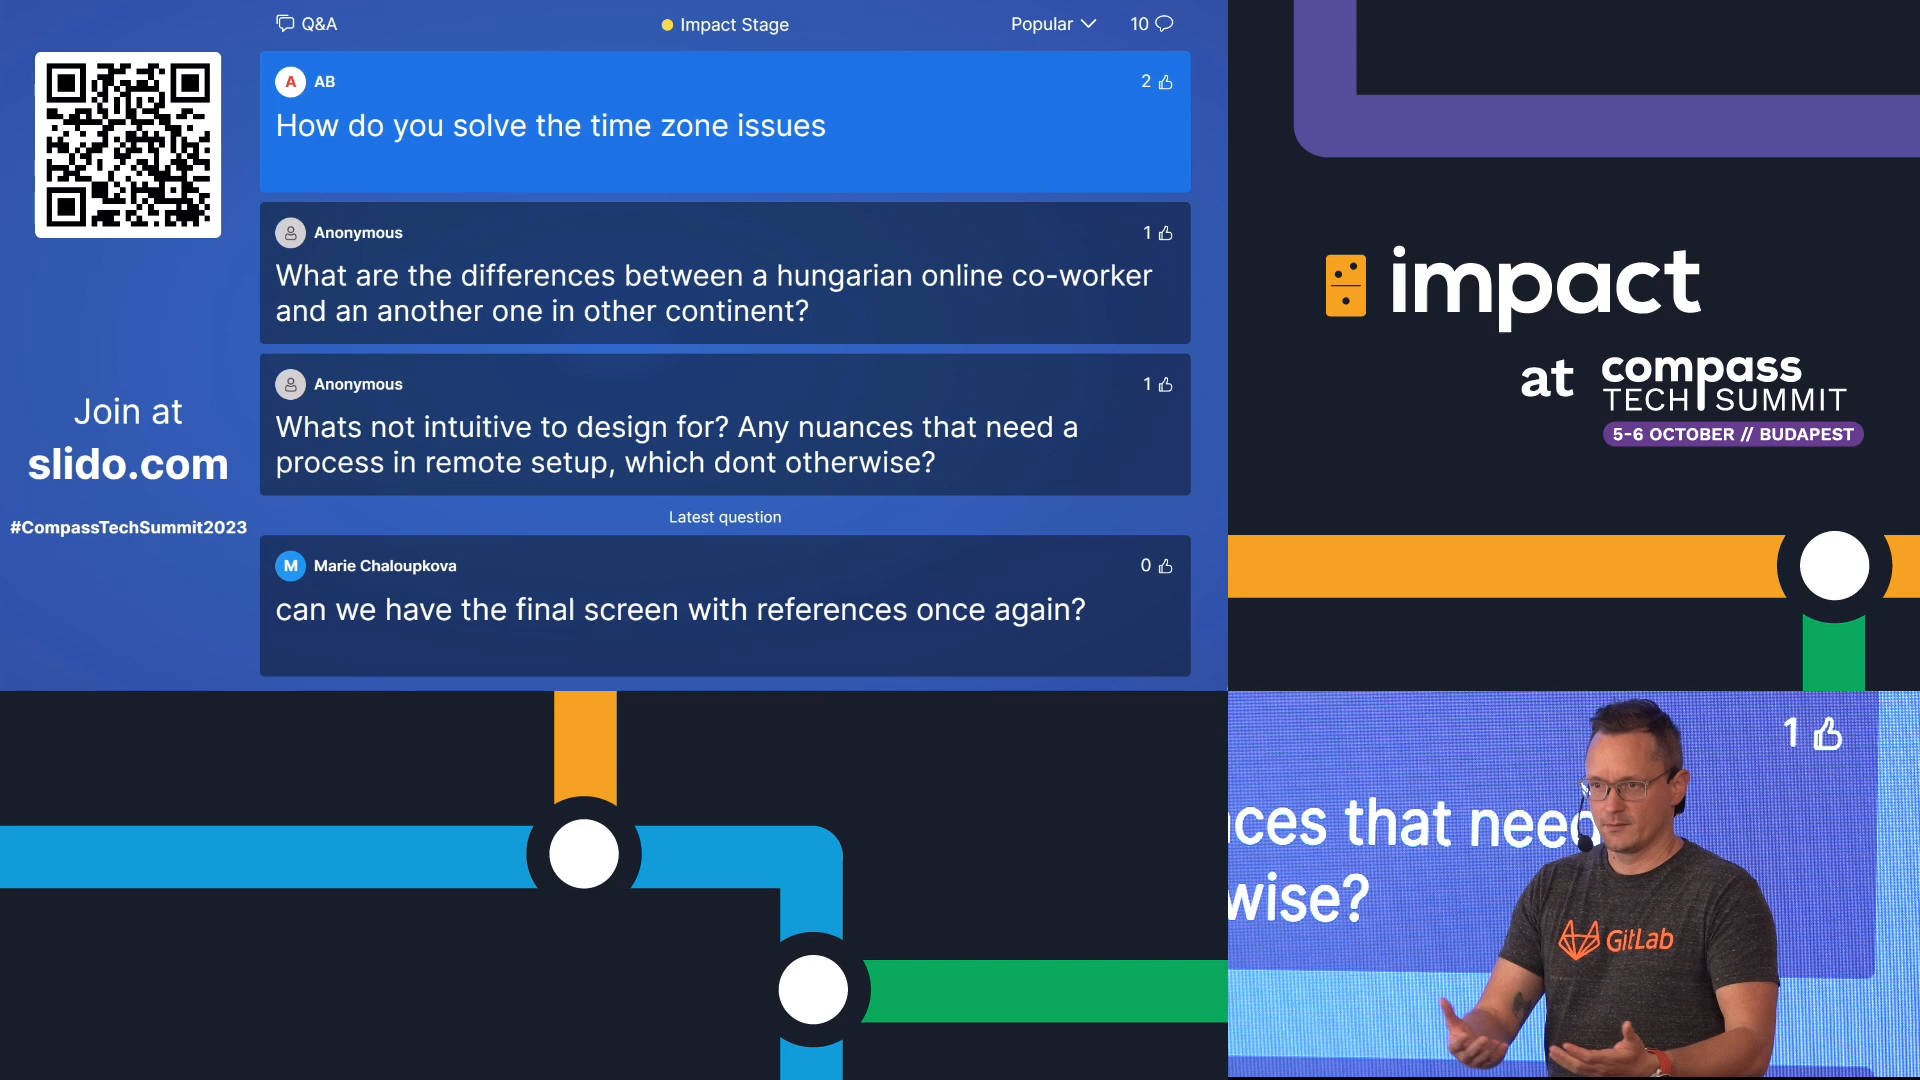 Q&A
Impact Stage
Popular
10
A
AB
2
How do you solve the time zone issues
Anonymous
1
What are the differences between a hungarian online co-worker
and an another one in other continent?
Anonymous
1
Whats not intuitive to design for? Any nuances that need a
process in remote setup, which dont otherwise?
Latest question
M
Marie Chaloupkova
0
can we have the final screen with references once again?
Join at
slido.com
#CompassTechSummit2023
impact
at
compass
TECH SUMMIT
5-6 OCTOBER // BUDAPEST
1
ces that need
wise?
GitLab